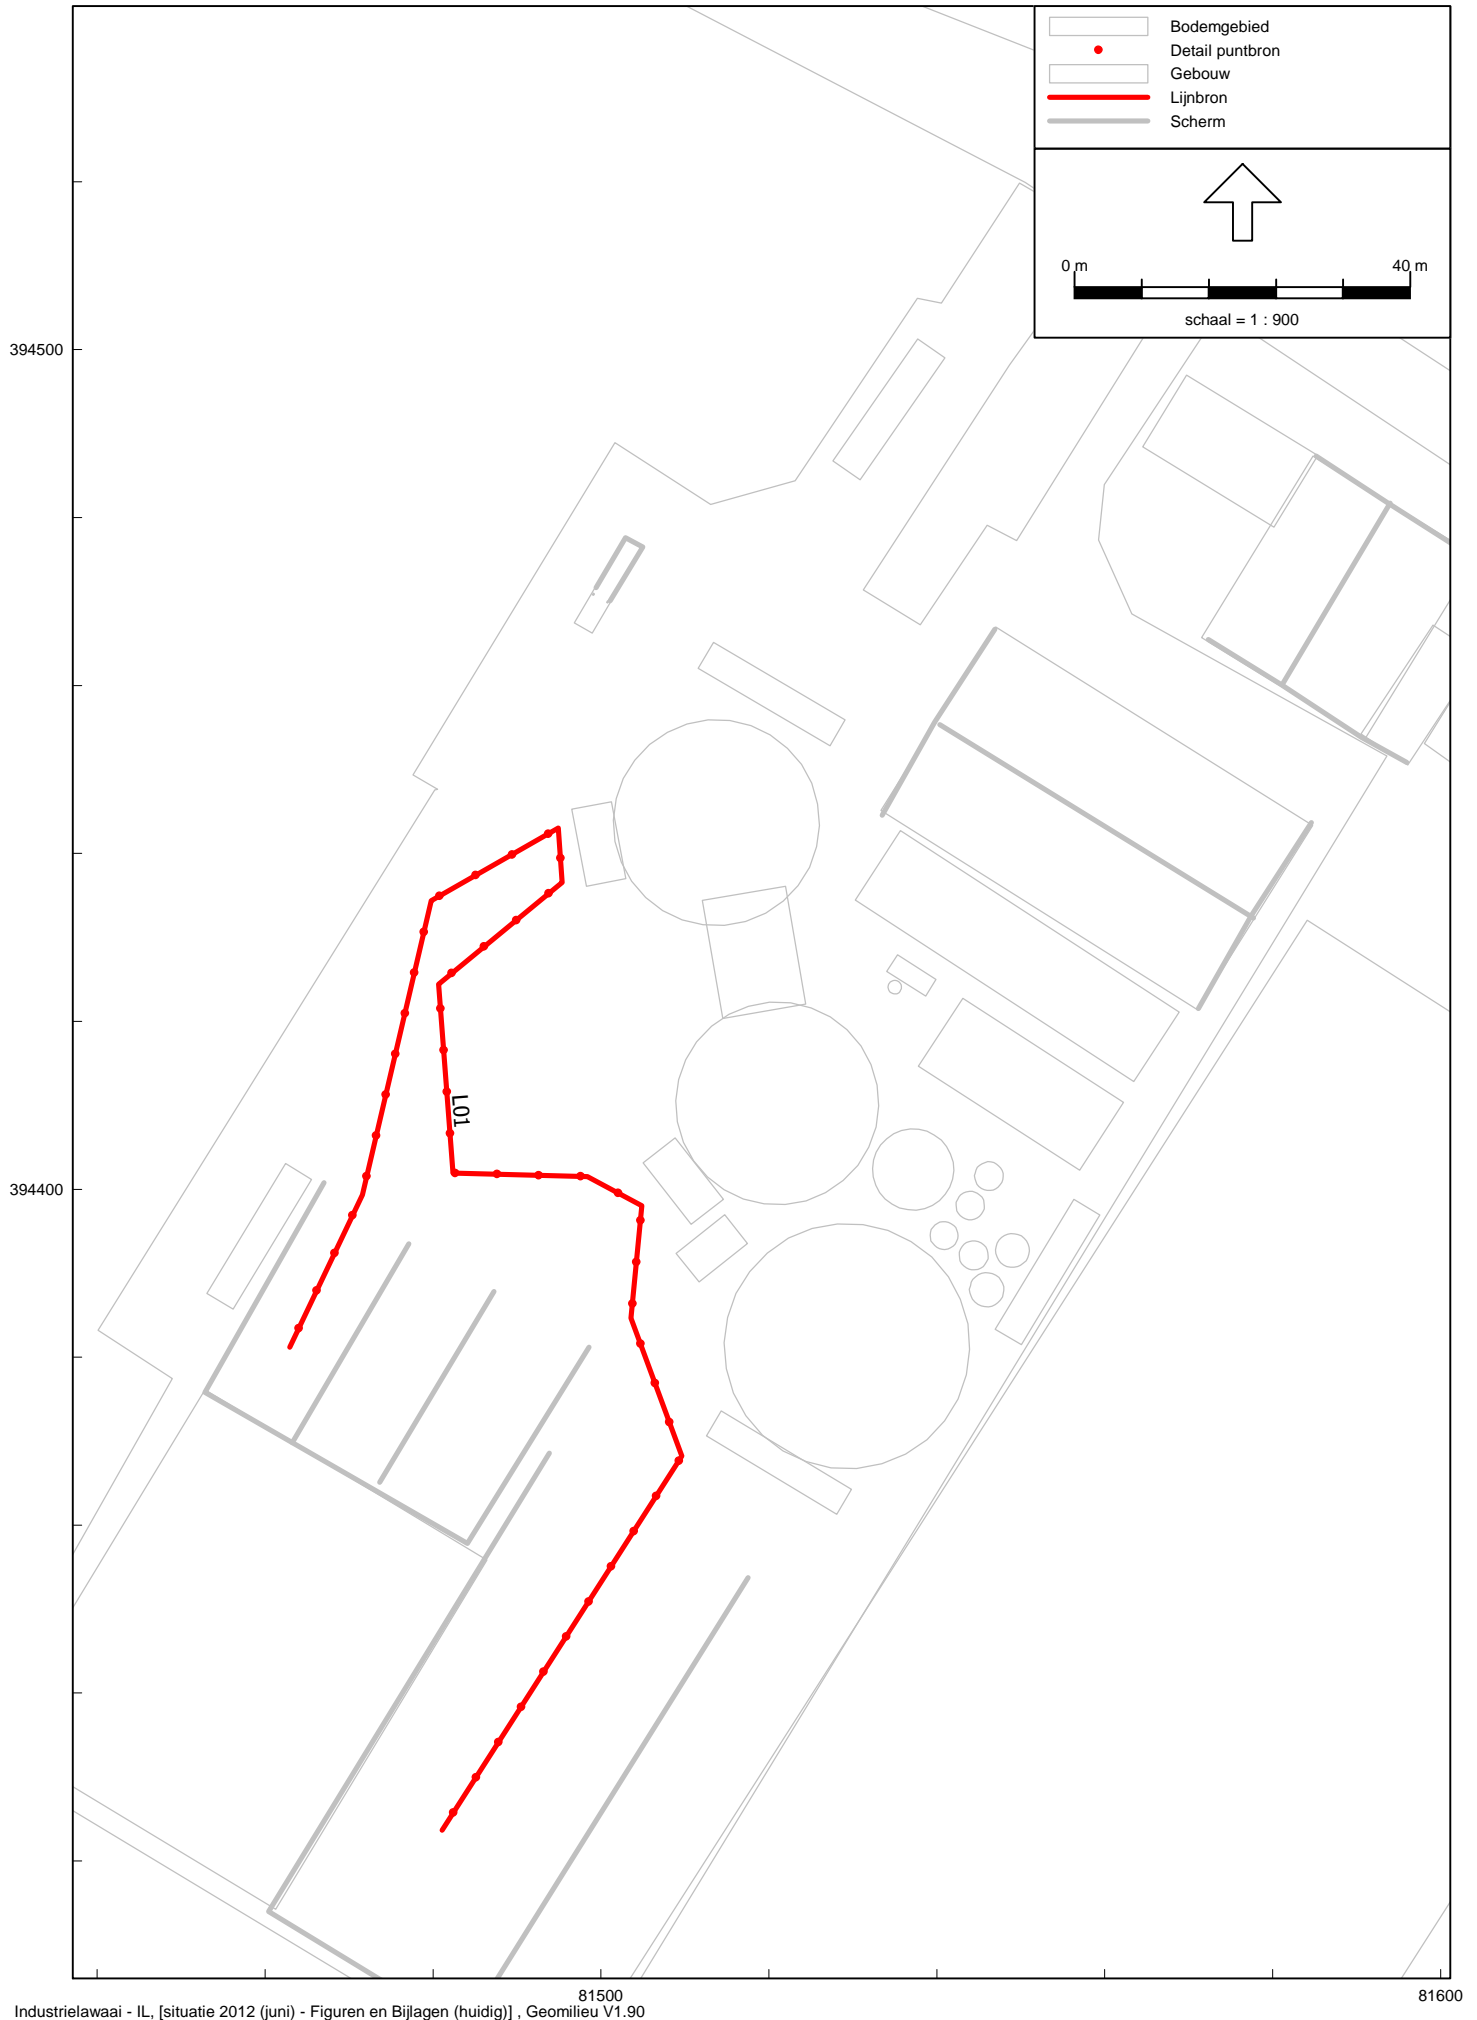 Bodemgebied
Detail puntbron
Gebouw
Lijnbron
Scherm
0 m 40 m
schaal = 1 : 900
394500
L01
394400
81500 81600
Industrielawaai - IL, [situatie 2012 (juni) - Figuren en Bijlagen (huidig)] , Geomilieu V1.90